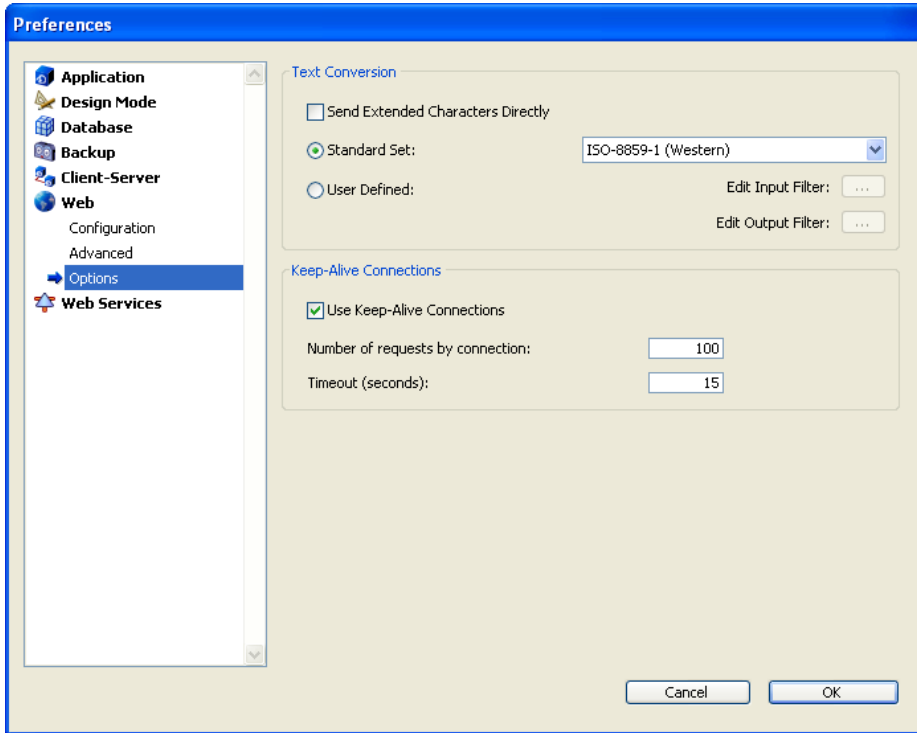 Preferences
Application
Design Mode
Database
Backup
Client-Server
Web
Configuration
Advanced
Options
Web Services
Text Conversion
Send Extended Characters Directly
Standard Set: ISO-8859-1 (Western)
User Defined: Edit Input Filter: ...
Edit Output Filter: ...
Keep-Alive Connections
Use Keep-Alive Connections
Number of requests by connection: 100
Timeout (seconds): 15
Cancel OK